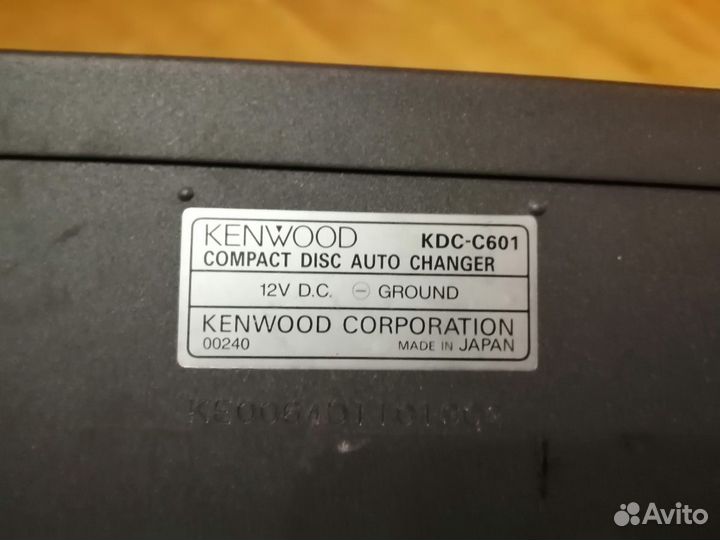 KENWOOD KDC-C601
COMPACT DISC AUTO CHANGER
12V D.C. ⊖ GROUND
KENWOOD CORPORATION
00240 MADE IN JAPAN
Avito